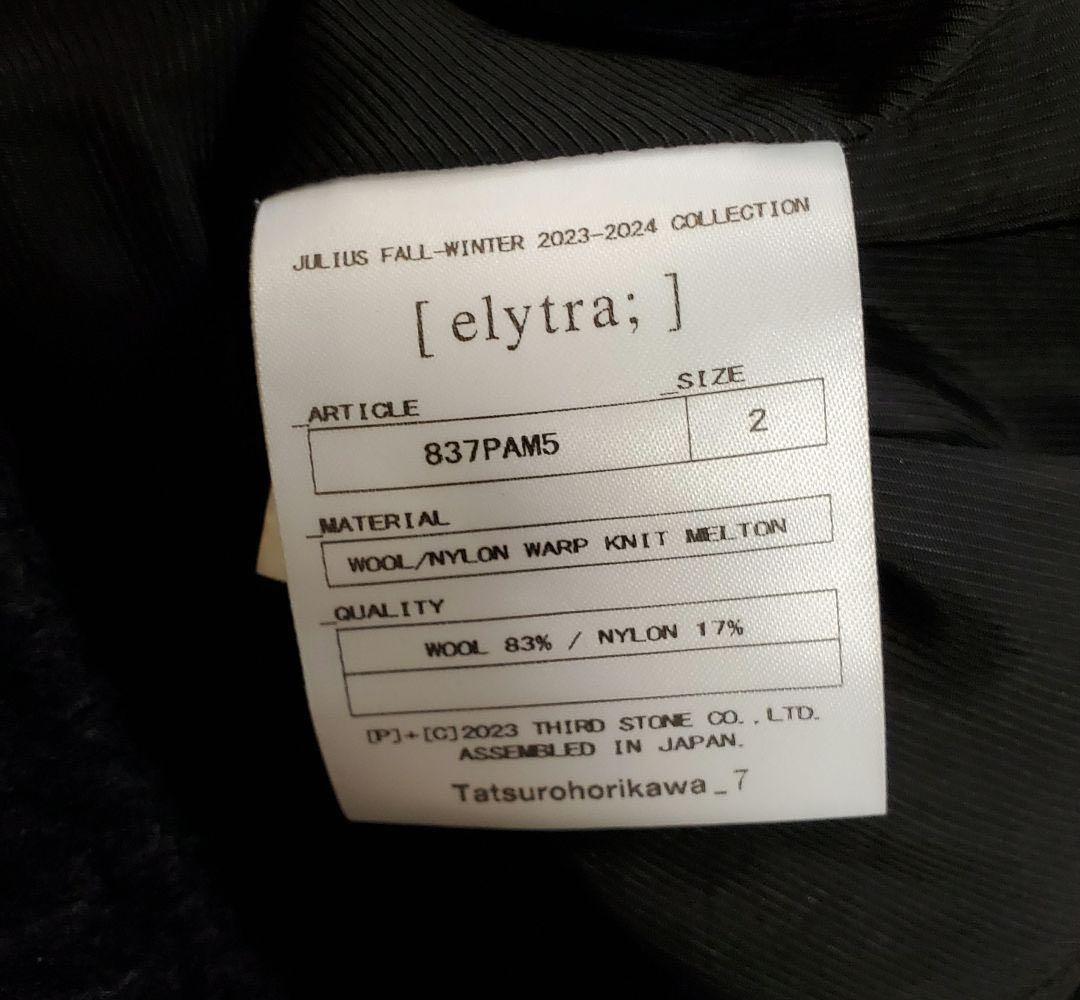 JULIUS FALL-WINTER 2023-2024 COLLECTION
[ elytra; ]
_ARTICLE _SIZE
837PAM5 2
_MATERIAL
WOOL/NYLON WARP KNIT MELTON
_QUALITY
WOOL 83% / NYLON 17%
[P]+[C]2023 THIRD STONE CO.,LTD.
ASSEMBLED IN JAPAN.
Tatsurohorikawa_7